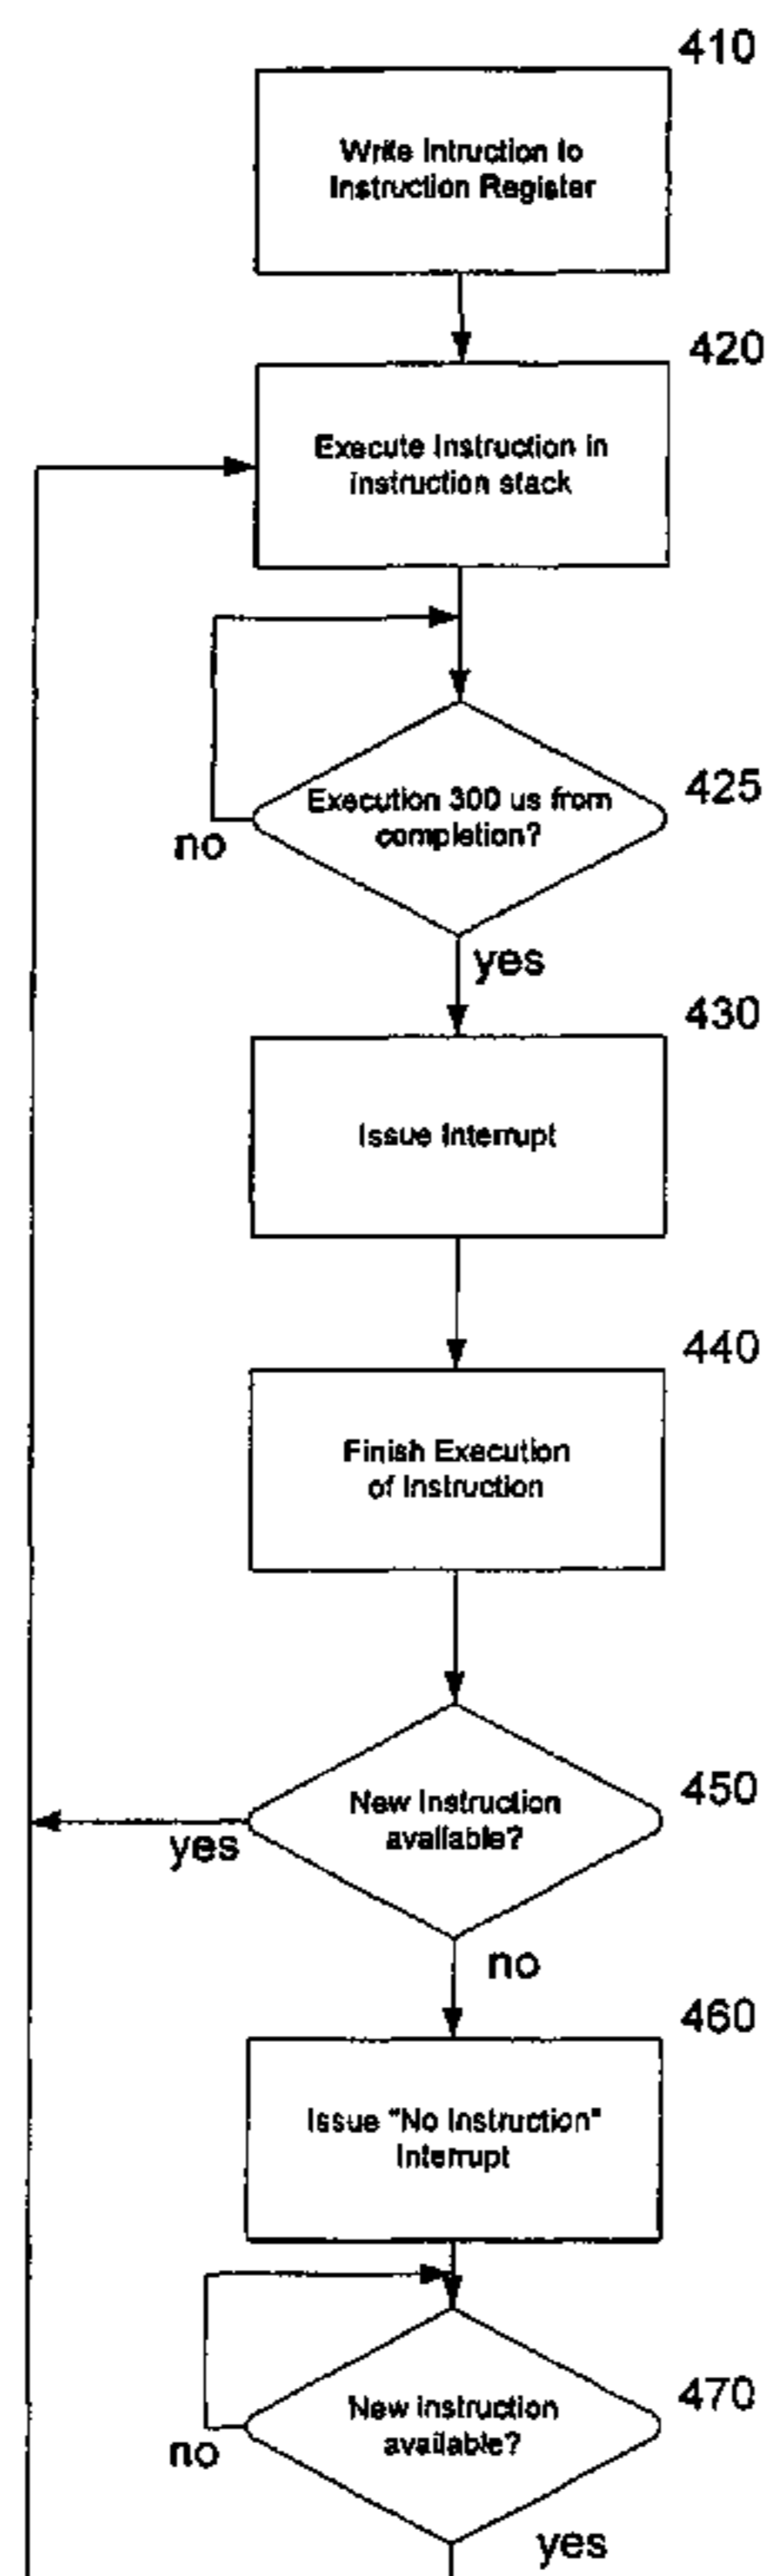 410
Write Intruction to
Instruction Register
420
Execute Instruction in
Instruction stack
425
Execution 300 us from
completion?
no
yes
430
Issue Interrupt
440
Finish Execution
of Instruction
450
New Instruction
available?
yes
no
460
Issue "No Instruction"
Interrupt
470
New instruction
available?
no
yes